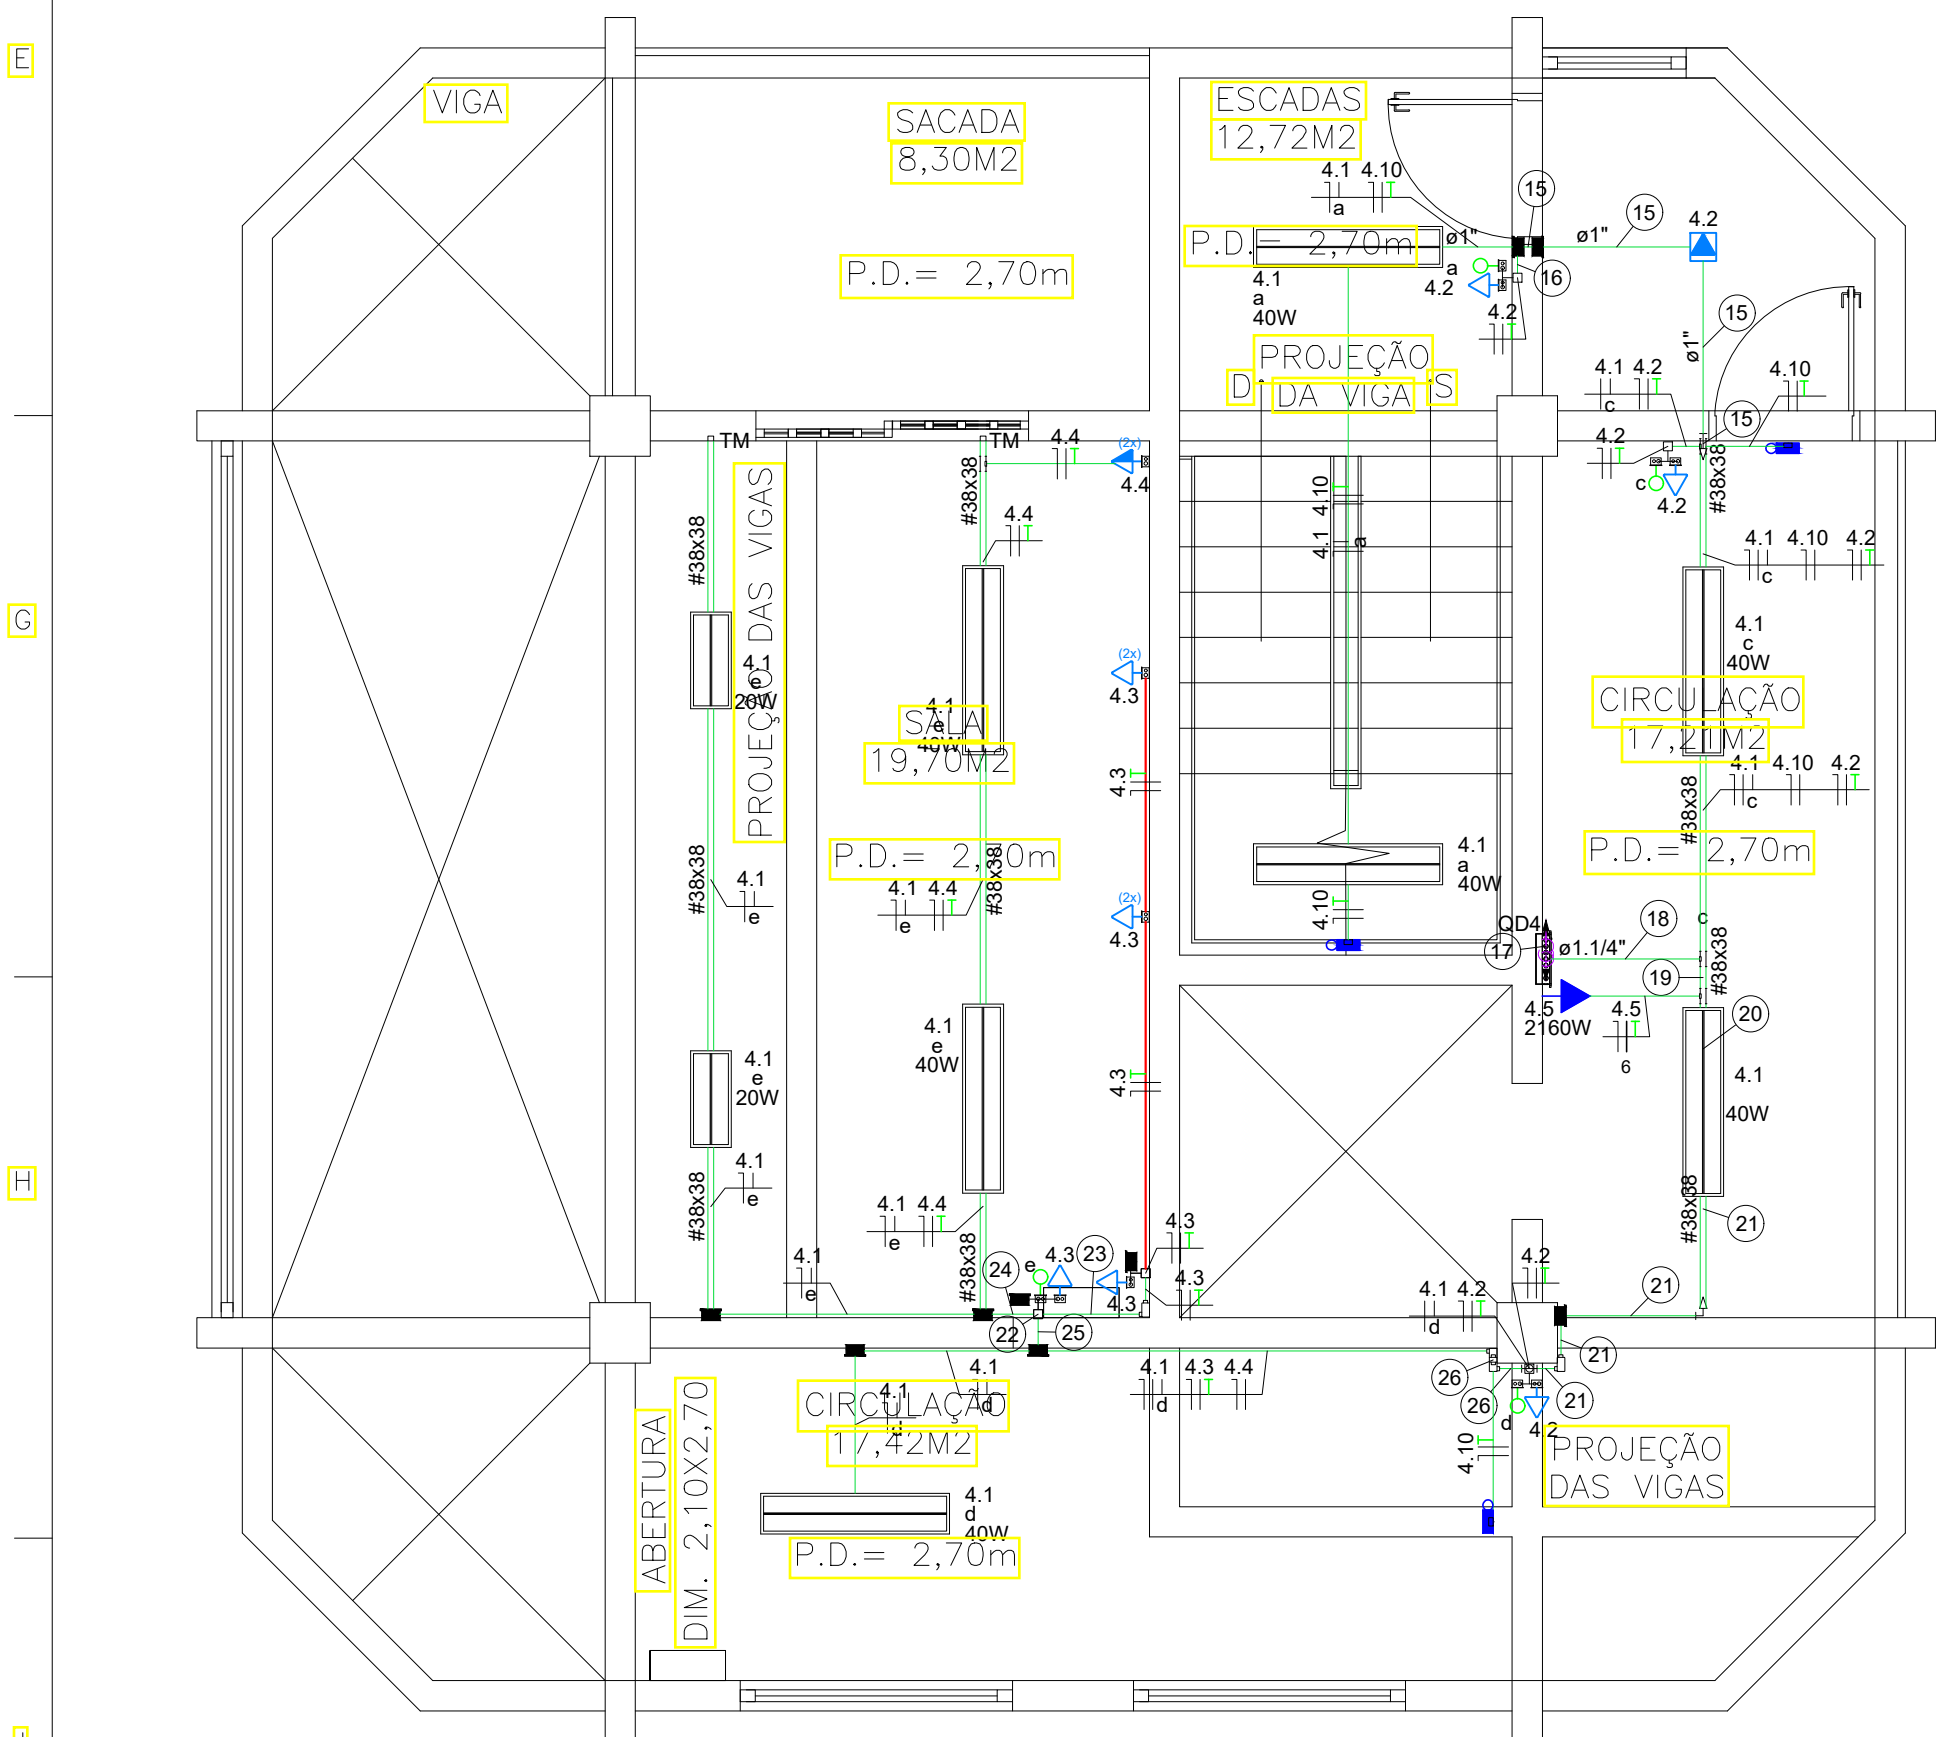 E
VIGA
SACADA
8,30M2
P.D.= 2,70m
ESCADAS
12,72M2
4.1 4.10
a
P.D.= 2,70m
ø1"
a
4.2
4.1
a
40W
15
15
ø1"
4.2
16
4.2
15
ø1"
PROJEÇÃO
DA VIGA
D
S
4.1 4.2
c
4.10
15
4.2
c
4.2
#38x38
TM
TM
4.4
(2x)
4.4
#38x38
#38x38
4.4
PROJEÇÃO DAS VIGAS
4.10
4.1
a
4.1 4.10 4.2
c
G
4.1
e
20W
4.1
e
40W
SALA
19,70M2
(2x)
4.3
4.1
c
40W
CIRCULAÇÃO
17,21M2
4.1 4.10 4.2
c
4.3
#38x38
P.D.= 2,70m
P.D.= 2,70m
#38x38
#38x38
4.1
e
4.1 4.4
e
(2x)
4.3
4.1
a
40W
4.10
QD4
17
ø1.1/4"
18
c
#38x38
19
4.5
2160W
4.5
6
20
4.1
e
20W
4.1
e
40W
4.3
4.1
40W
H
#38x38
4.1
e
4.1 4.4
e
#38x38
4.1
e
24
e
4.3
23
4.3
4.3
4.3
22
25
4.2
4.1 4.2
d
#38x38
21
21
21
26
26
21
d
4.2
4.1
d
4.1
d
4.1 4.3 4.4
d
CIRCULAÇÃO
17,42M2
4.10
PROJEÇÃO
DAS VIGAS
ABERTURA
DIM. 2,10X2,70
4.1
d
40W
P.D.= 2,70m